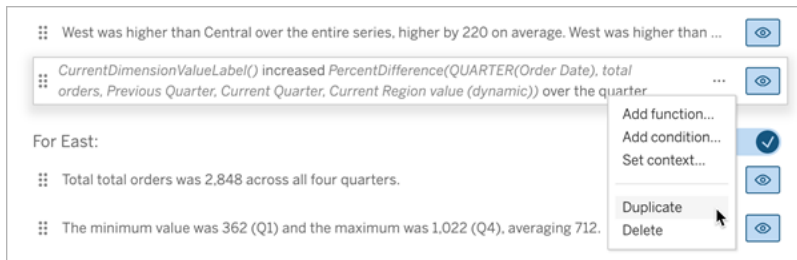 West was higher than Central over the entire series, higher by 220 on average. West was higher than ...
CurrentDimensionValueLabel() increased PercentDifference(QUARTER(Order Date), total
orders, Previous Quarter, Current Quarter, Current Region value (dynamic)) over the quarter
...
Add function...
Add condition...
Set context...
Duplicate
Delete
For East:
Total total orders was 2,848 across all four quarters.
The minimum value was 362 (Q1) and the maximum was 1,022 (Q4), averaging 712.